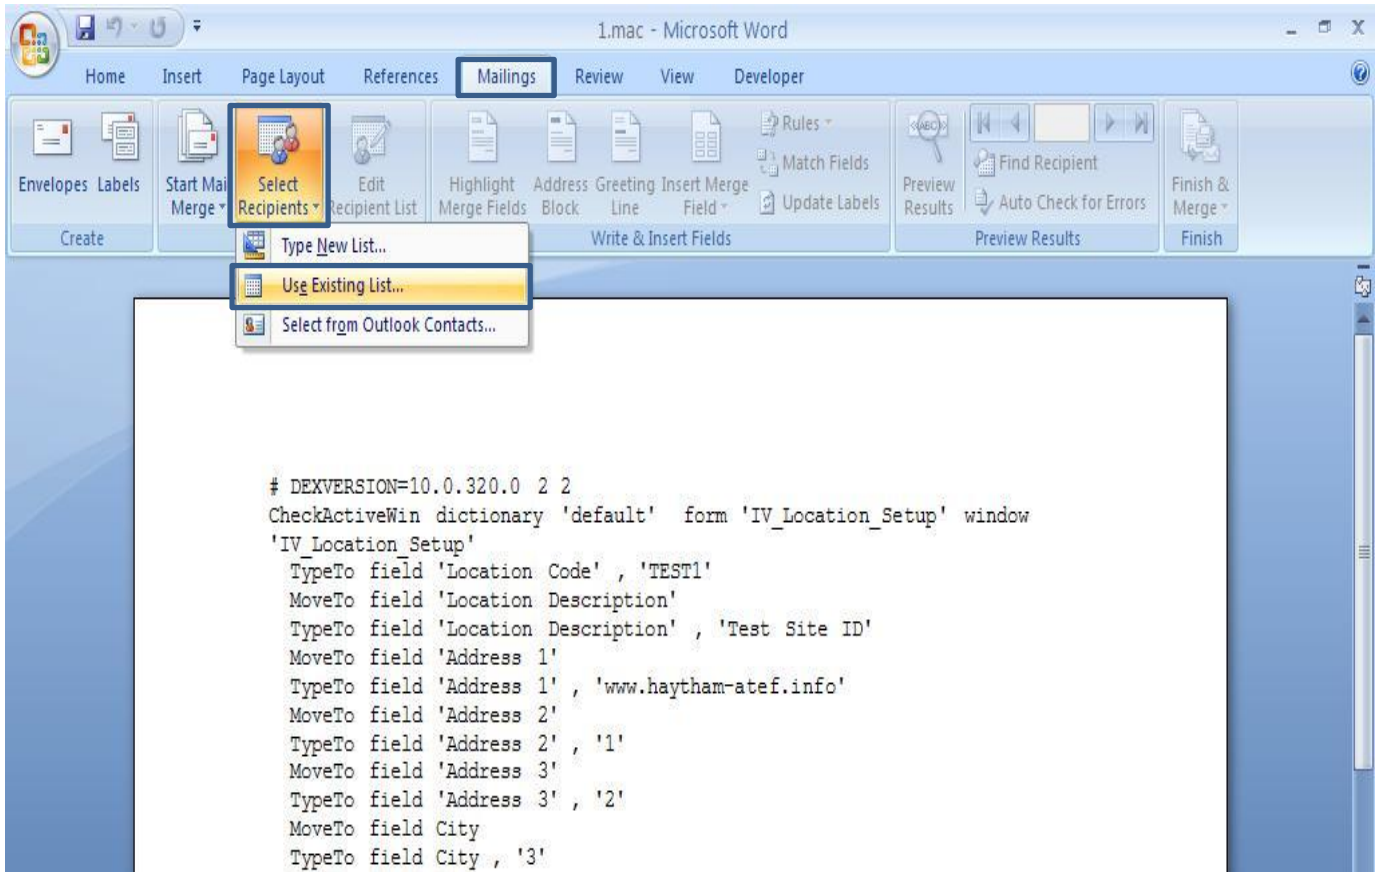 1.mac - Microsoft Word
Home Insert Page Layout References Mailings Review View Developer
Envelopes Labels
Create
Start Mai
Merge
Select
Recipients
Edit
Recipient List
Highlight
Merge Fields
Address
Block
Greeting
Line
Insert Merge
Field
Rules
Match Fields
Update Labels
Write & Insert Fields
«ABC»
Preview
Results
Find Recipient
Auto Check for Errors
Preview Results
Finish &
Merge
Finish
Type New List...
Use Existing List...
Select from Outlook Contacts...
# DEXVERSION=10.0.320.0 2 2
CheckActiveWin dictionary 'default'  form 'IV_Location_Setup' window
'IV_Location_Setup'
  TypeTo field 'Location Code' , 'TEST1'
  MoveTo field 'Location Description'
  TypeTo field 'Location Description' , 'Test Site ID'
  MoveTo field 'Address 1'
  TypeTo field 'Address 1' , 'www.haytham-atef.info'
  MoveTo field 'Address 2'
  TypeTo field 'Address 2' , '1'
  MoveTo field 'Address 3'
  TypeTo field 'Address 3' , '2'
  MoveTo field City
  TypeTo field City , '3'